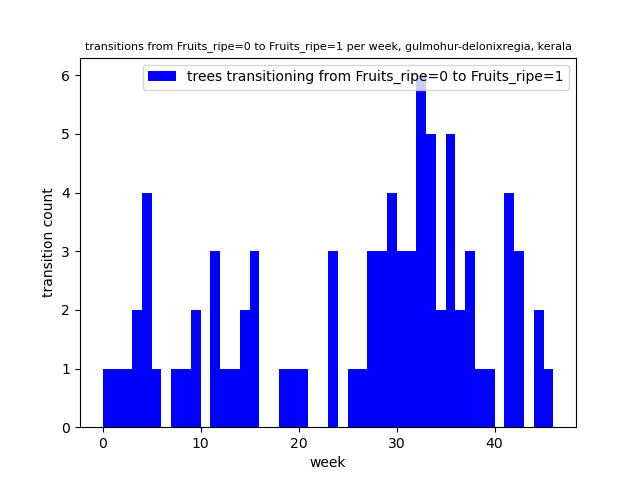 transitions from Fruits_ripe=0 to Fruits_ripe=1 per week, gulmohur-delonixregia, kerala
trees transitioning from Fruits_ripe=0 to Fruits_ripe=1
6
5
4
3
2
1
0
transition count
0 10 20 30 40
week